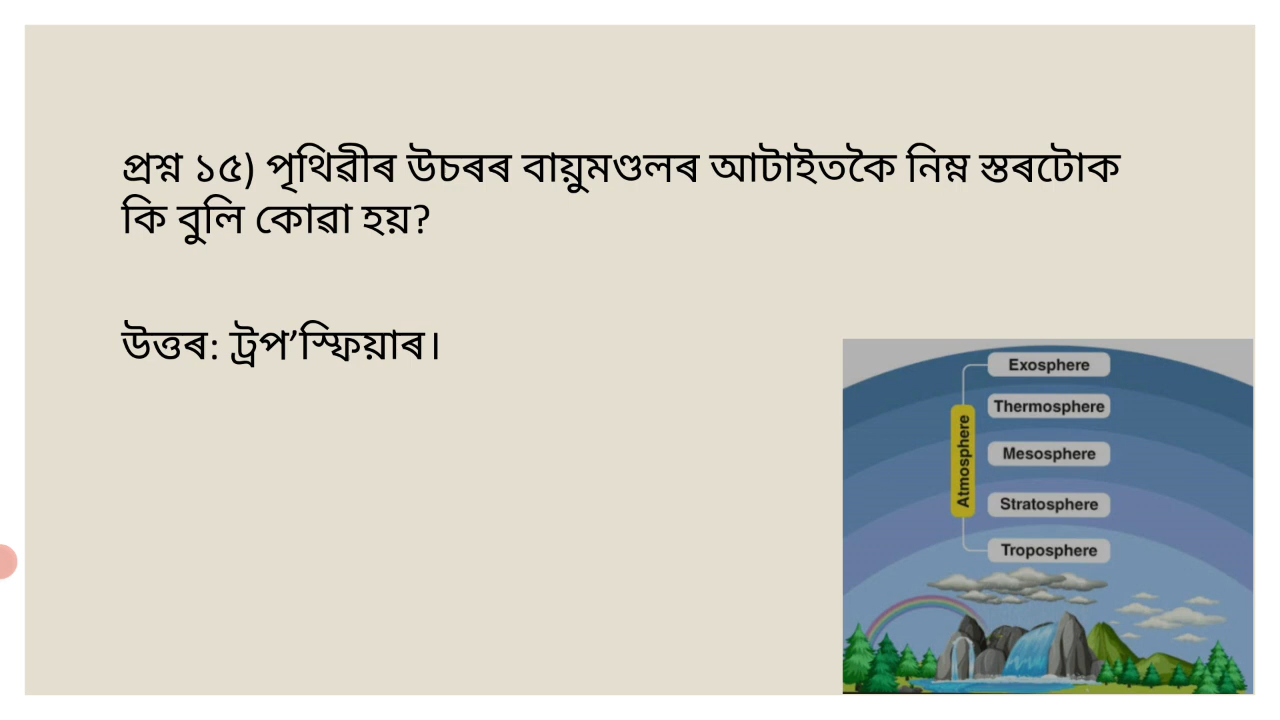 প্ৰশ্ন ১৫) পৃথিৱীৰ উচৰৰ বায়ুমণ্ডলৰ আটাইতকৈ নিম্ন স্তৰটোক
কি বুলি কোৱা হয়?
উত্তৰ: ট্ৰপ’স্ফিয়াৰ।
Exosphere
Thermosphere
Atmosphere
Mesosphere
Stratosphere
Troposphere